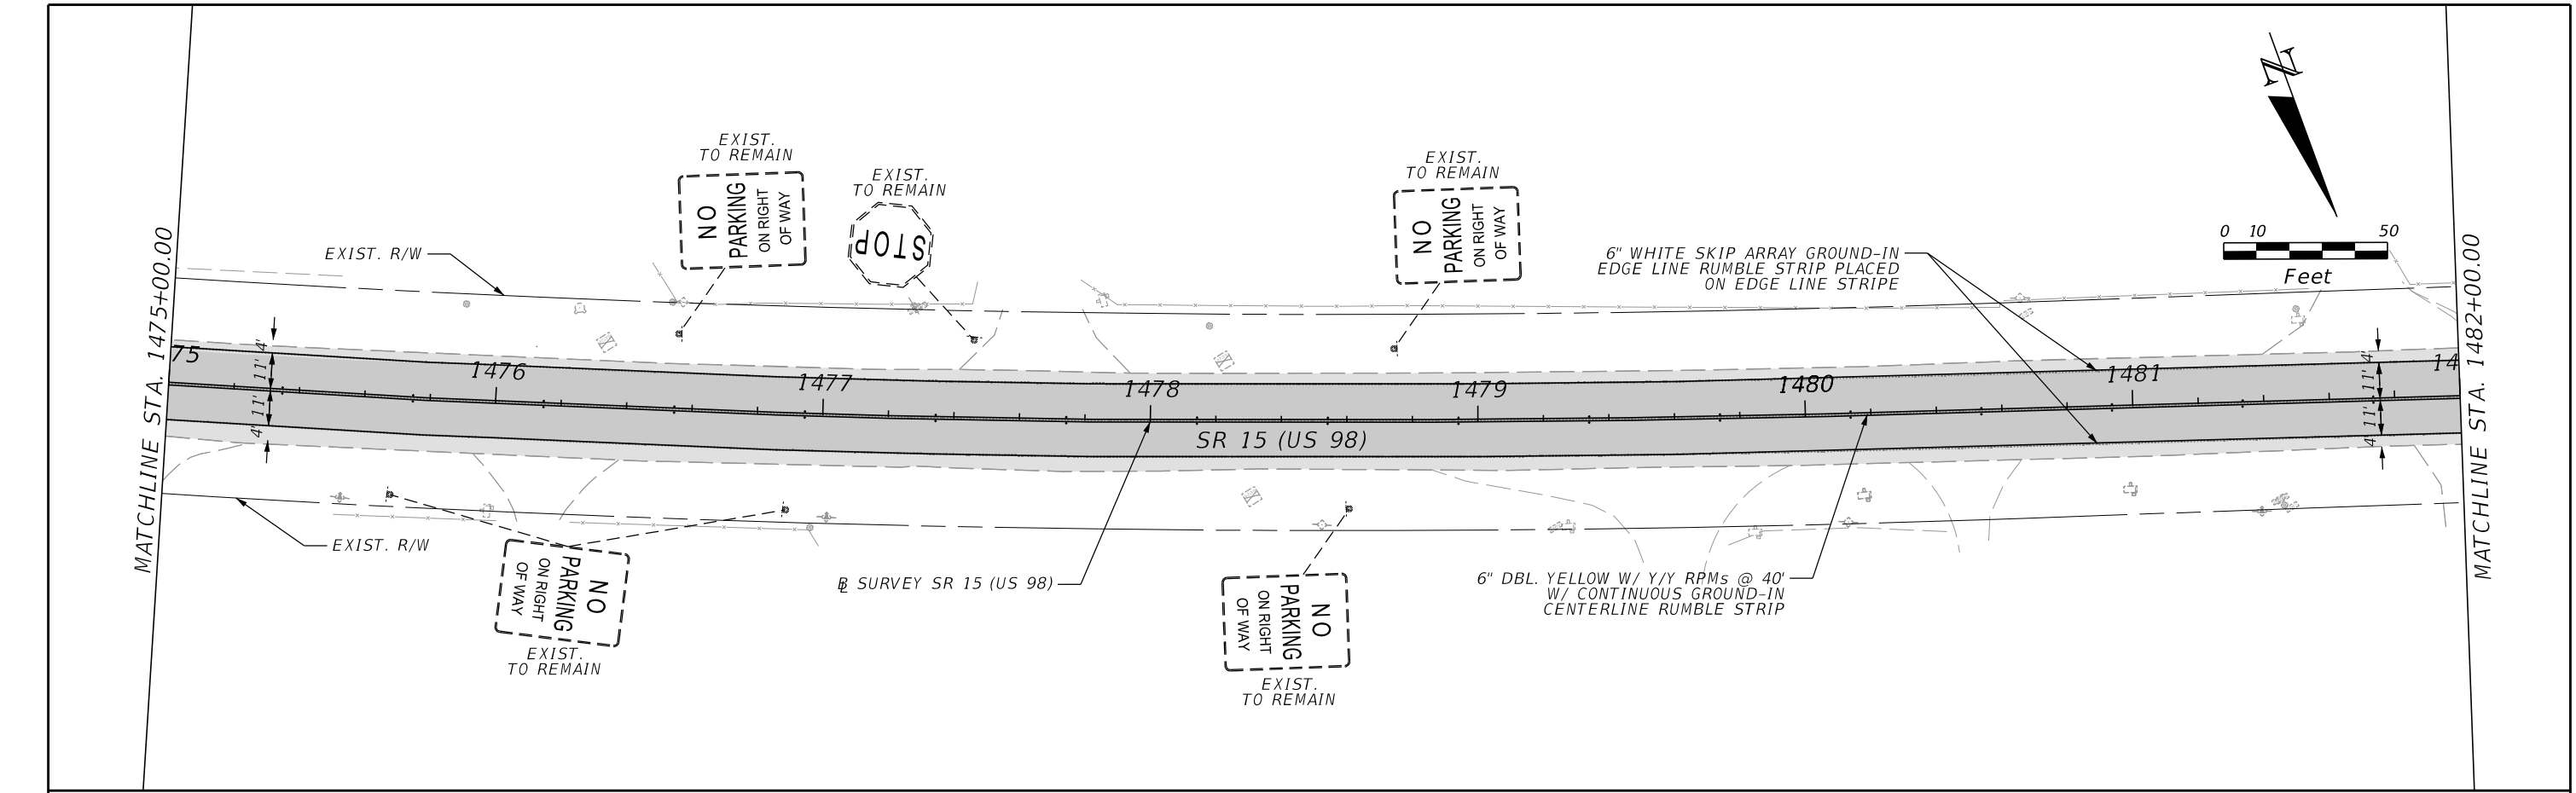 MATCHLINE STA. 1475+00.00
EXIST. R/W
EXIST.
TO REMAIN
NO
PARKING
ON RIGHT
OF WAY
EXIST.
TO REMAIN
STOP
EXIST.
TO REMAIN
NO
PARKING
ON RIGHT
OF WAY
6" WHITE SKIP ARRAY GROUND-IN
EDGE LINE RUMBLE STRIP PLACED
ON EDGE LINE STRIPE
N
0 10 50
Feet
MATCHLINE STA. 1482+00.00
75
1476
1477
1478
1479
1480
1481
14
4'
11'
11'
4'
4'
11'
11'
4'
SR 15 (US 98)
EXIST. R/W
NO
PARKING
ON RIGHT
OF WAY
EXIST.
TO REMAIN
BL SURVEY SR 15 (US 98)
NO
PARKING
ON RIGHT
OF WAY
EXIST.
TO REMAIN
6" DBL. YELLOW W/ Y/Y RPMs @ 40'
W/ CONTINUOUS GROUND-IN
CENTERLINE RUMBLE STRIP